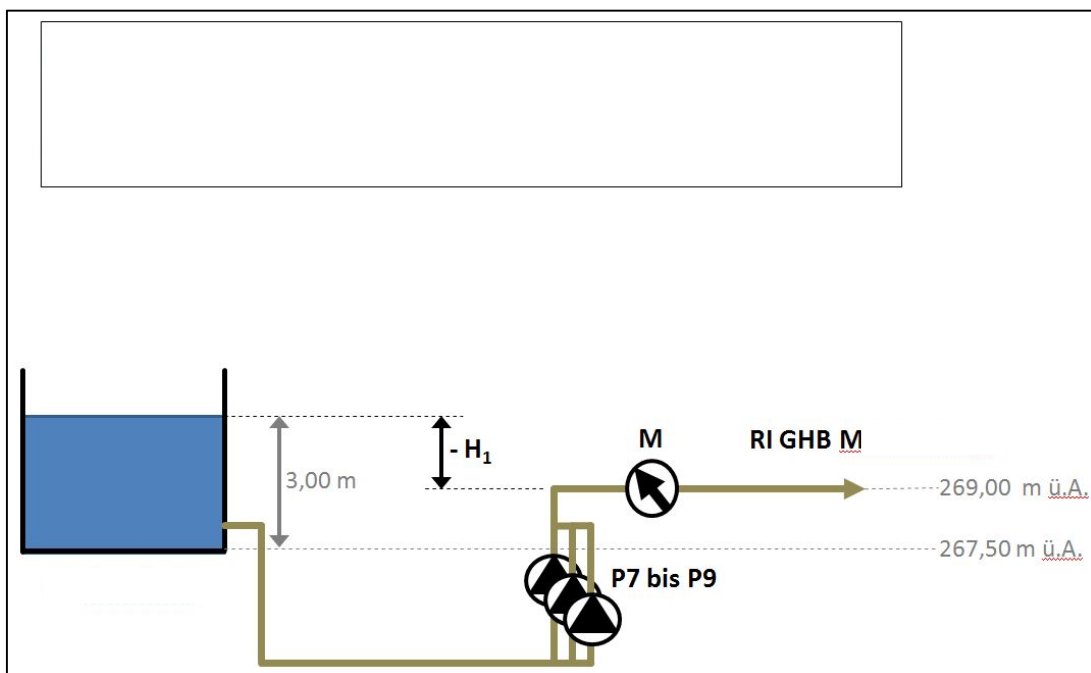 M
RI GHB M
- H₁
3,00 m
269,00 m ü.A.
267,50 m ü.A.
P7 bis P9